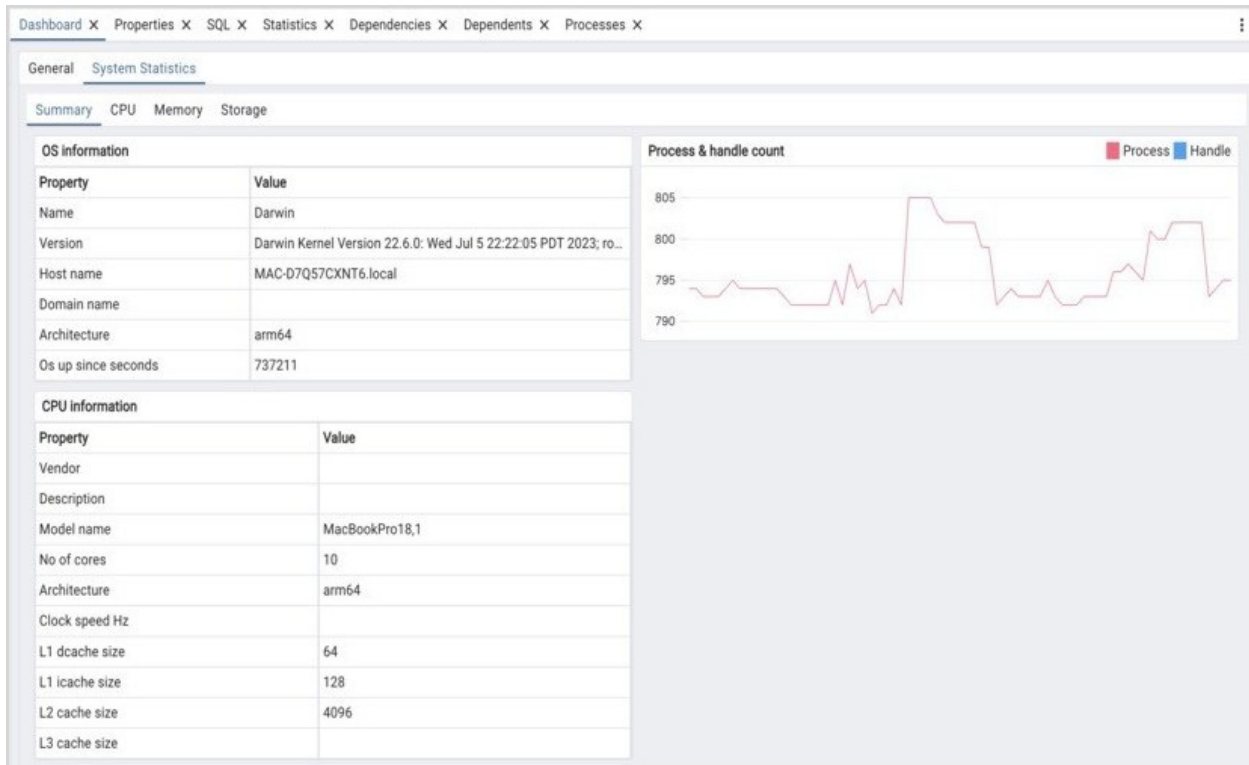 Dashboard X Properties X SQL X Statistics X Dependencies X Dependents X Processes X
General System Statistics
Summary CPU Memory Storage
OS information
Property Value
Name Darwin
Version Darwin Kernel Version 22.6.0: Wed Jul 5 22:22:05 PDT 2023; ro...
Host name MAC-D7Q57CXNT6.local
Domain name
Architecture arm64
Os up since seconds 737211
CPU information
Property Value
Vendor
Description
Model name MacBookPro18,1
No of cores 10
Architecture arm64
Clock speed Hz
L1 dcache size 64
L1 icache size 128
L2 cache size 4096
L3 cache size
Process & handle count Process Handle
805
800
795
790